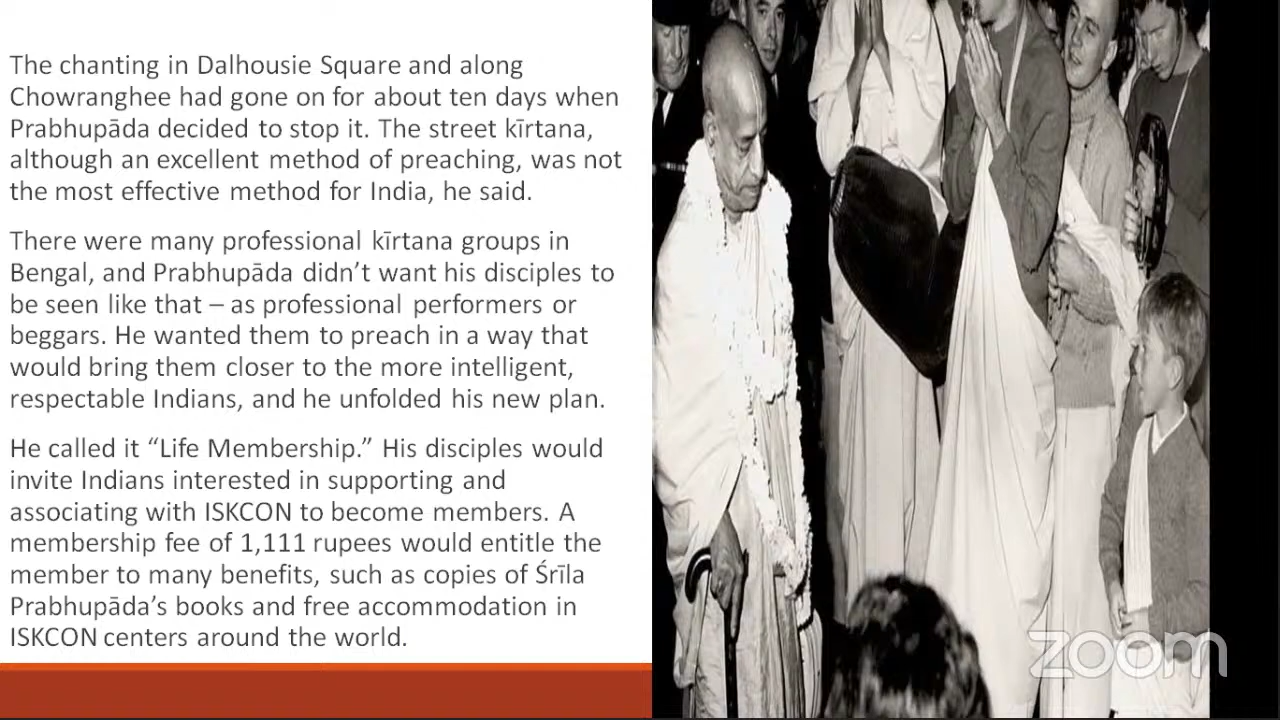 The chanting in Dalhousie Square and along
Chowranghee had gone on for about ten days when
Prabhupāda decided to stop it. The street kīrtana,
although an excellent method of preaching, was not
the most effective method for India, he said.
There were many professional kīrtana groups in
Bengal, and Prabhupāda didn’t want his disciples to
be seen like that – as professional performers or
beggars. He wanted them to preach in a way that
would bring them closer to the more intelligent,
respectable Indians, and he unfolded his new plan.
He called it “Life Membership.” His disciples would
invite Indians interested in supporting and
associating with ISKCON to become members. A
membership fee of 1,111 rupees would entitle the
member to many benefits, such as copies of Śrīla
Prabhupāda’s books and free accommodation in
ISKCON centers around the world.
zoom